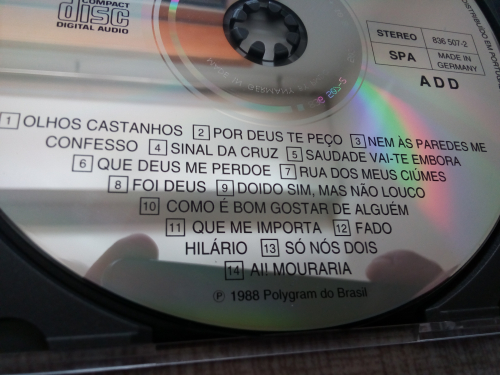 COMPACT
disc
DIGITAL AUDIO
STEREO 836 507-2
SPA MADE IN
GERMANY
ADD
1 OLHOS CASTANHOS 2 POR DEUS TE PEÇO 3 NEM ÀS PAREDES ME
CONFESSO 4 SINAL DA CRUZ 5 SAUDADE VAI-TE EMBORA
6 QUE DEUS ME PERDOE 7 RUA DOS MEUS CIÚMES
8 FOI DEUS 9 DOIDO SIM, MAS NÃO LOUCO
10 COMO É BOM GOSTAR DE ALGUÉM
11 QUE ME IMPORTA 12 FADO
HILÁRIO 13 SÓ NÓS DOIS
14 AI! MOURARIA
℗ 1988 Polygram do Brasil